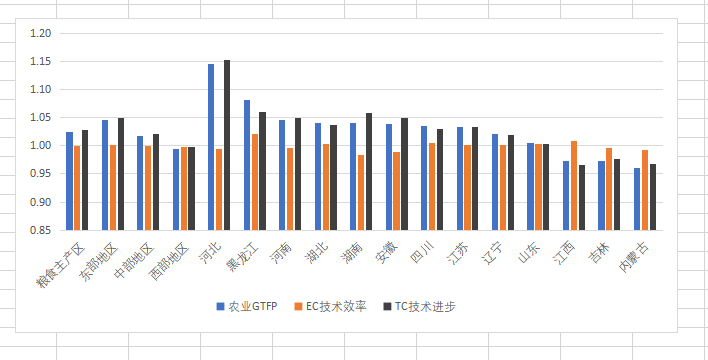 1.20
1.15
1.10
1.05
1.00
0.95
0.90
0.85
粮食主产区
东部地区
中部地区
西部地区
河北
黑龙江
河南
湖北
湖南
安徽
四川
江苏
辽宁
山东
江西
吉林
内蒙古
农业GTFP EC技术效率 TC技术进步